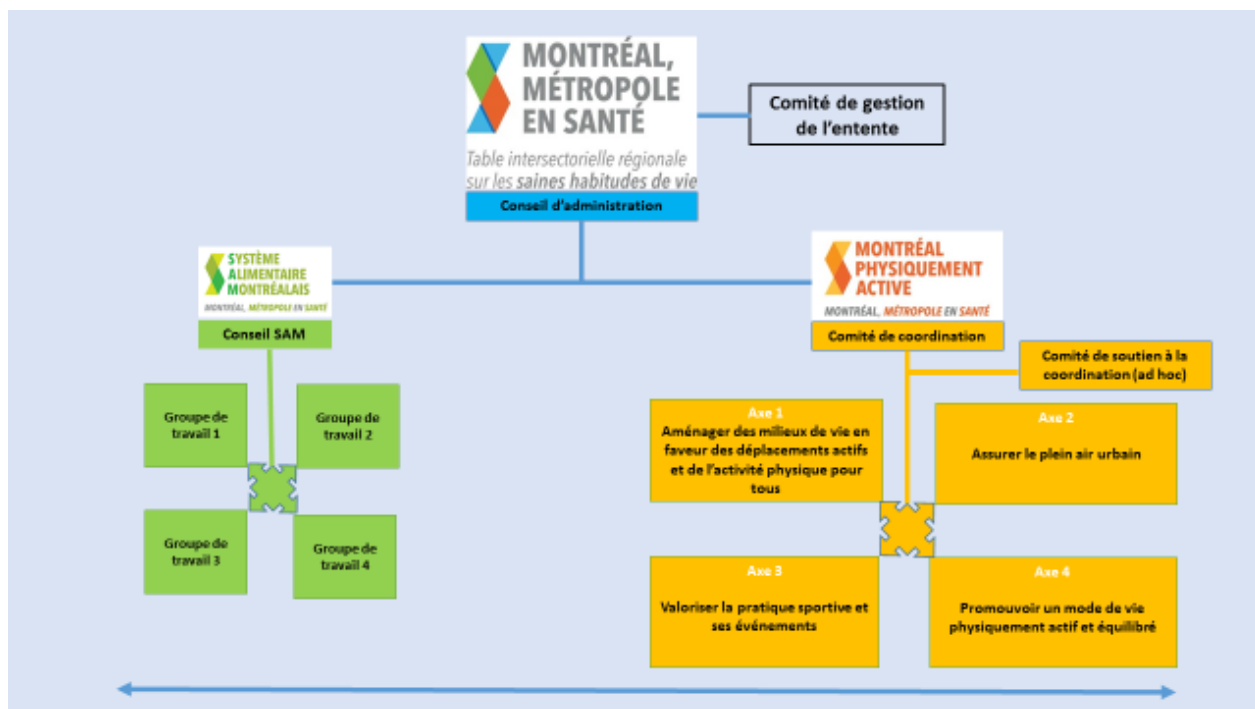 MONTRÉAL,
MÉTROPOLE
EN SANTÉ
Table intersectorielle régionale
sur les saines habitudes de vie
Conseil d'administration
Comité de gestion
de l'entente
SYSTÈME
ALIMENTAIRE
MONTRÉALAIS
MONTRÉAL, MÉTROPOLE EN SANTÉ
Conseil SAM
Groupe de
travail 1
Groupe de
travail 2
Groupe de
travail 3
Groupe de
travail 4
MONTRÉAL
PHYSIQUEMENT
ACTIVE
MONTRÉAL, MÉTROPOLE EN SANTÉ
Comité de coordination
Comité de soutien à la
coordination (ad hoc)
Axe 1
Aménager des milieux de vie en
faveur des déplacements actifs
et de l'activité physique pour
tous
Axe 2
Assurer le plein air urbain
Axe 3
Valoriser la pratique sportive et
ses événements
Axe 4
Promouvoir un mode de vie
physiquement actif et équilibré